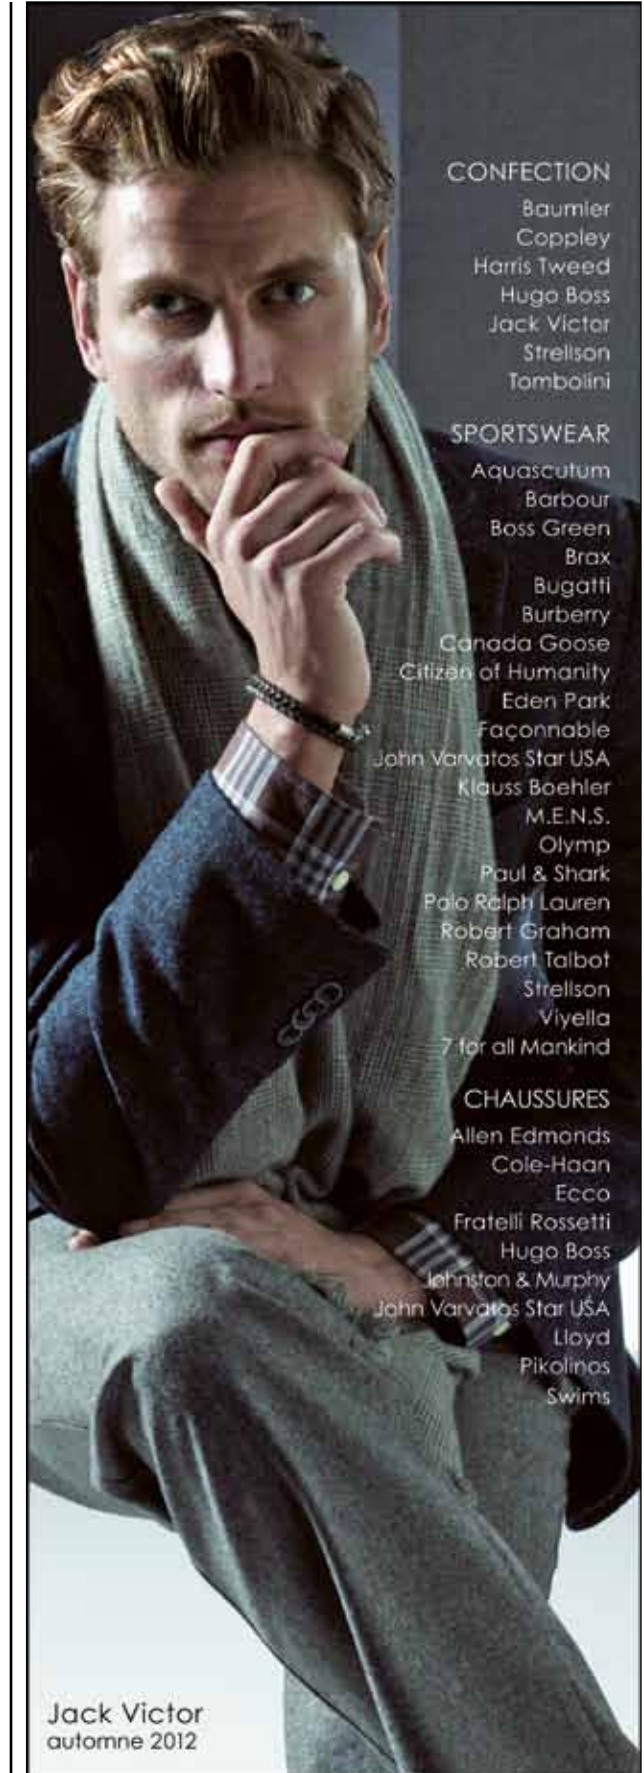 CONFECTION
Baumler
Coppley
Harris Tweed
Hugo Boss
Jack Victor
Strellson
Tombolini
SPORTSWEAR
Aquascutum
Barbour
Boss Green
Brax
Bugatti
Burberry
Canada Goose
Citizen of Humanity
Eden Park
Façonnable
John Varvatos Star USA
Klauss Boehler
M.E.N.S.
Olymp
Paul & Shark
Polo Ralph Lauren
Robert Graham
Robert Talbot
Strellson
Viyella
7 for all Mankind
CHAUSSURES
Allen Edmonds
Cole-Haan
Ecco
Fratelli Rossetti
Hugo Boss
Johnston & Murphy
John Varvatos Star USA
Lloyd
Pikolinos
Swims
Jack Victor
automne 2012